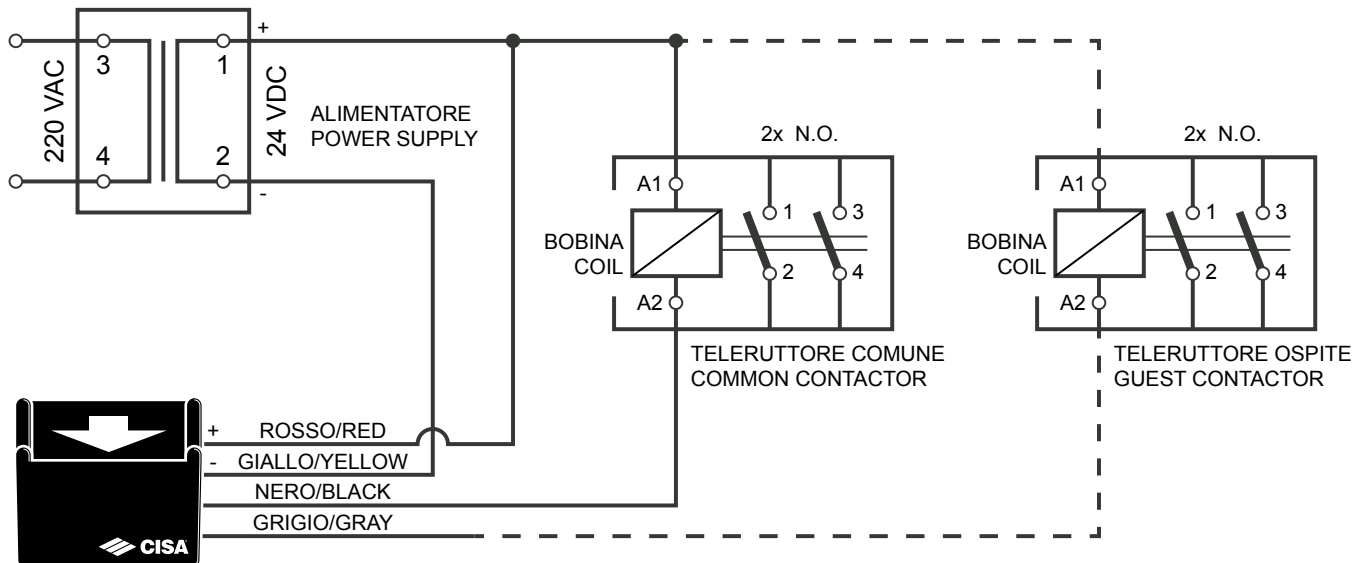 220 VAC
3
4
1
2
+
-
24 VDC
ALIMENTATORE
POWER SUPPLY
2x N.O.
A1
BOBINA
COIL
A2
1
2
3
4
TELERUTTORE COMUNE
COMMON CONTACTOR
2x N.O.
A1
BOBINA
COIL
A2
1
2
3
4
TELERUTTORE OSPITE
GUEST CONTACTOR
+ ROSSO/RED
- GIALLO/YELLOW
NERO/BLACK
GRIGIO/GRAY
CISA